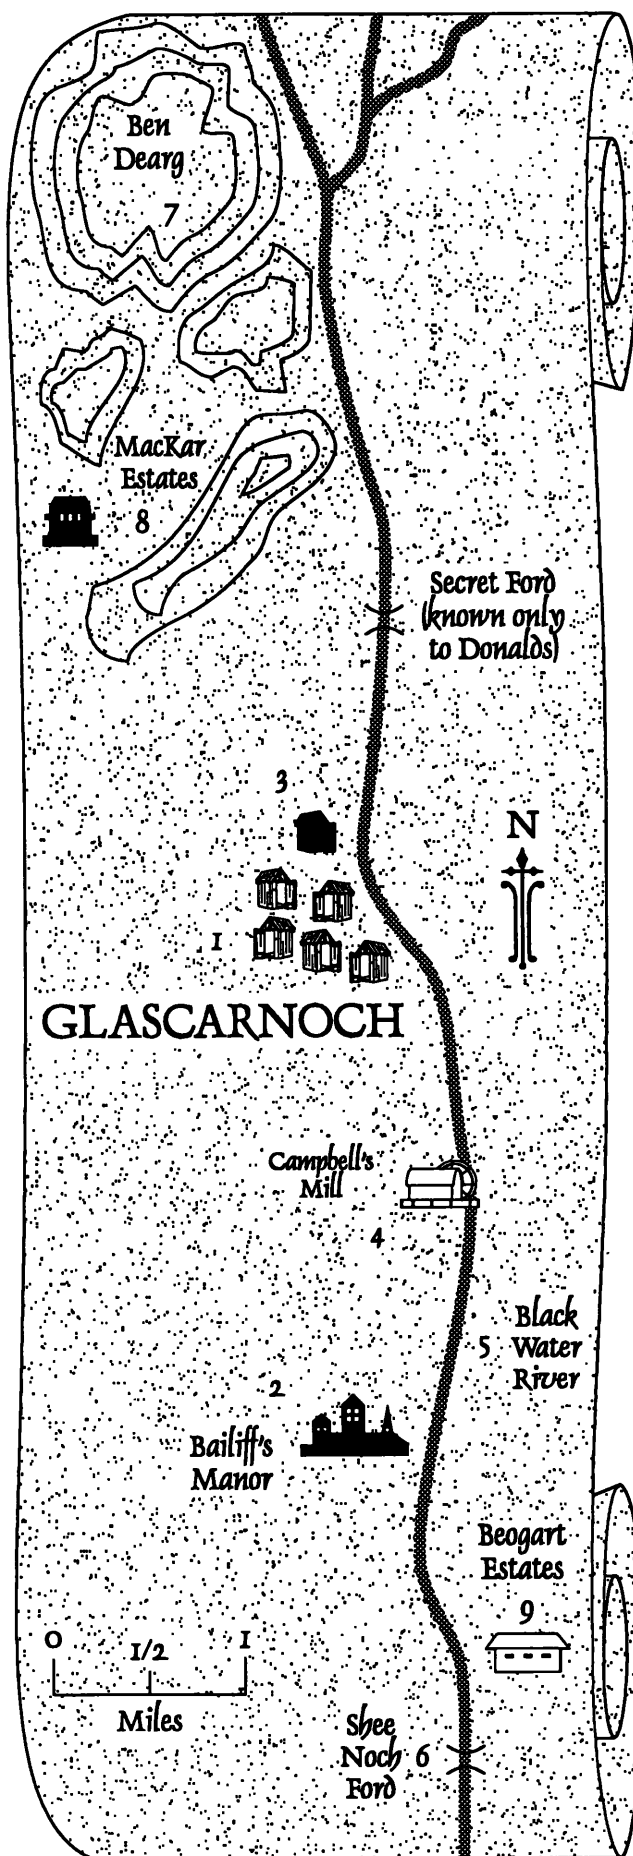 Ben
Dearg
7
MacKar
Estates
8
Secret Ford
(known only
to Donalds)
3
N
1
GLASCARNOCH
Campbell's
Mill
4
Black
5 Water
River
2
Bailiff's
Manor
Beogart
Estates
9
0 1/2 1
Miles
Shee
Noch 6
Ford